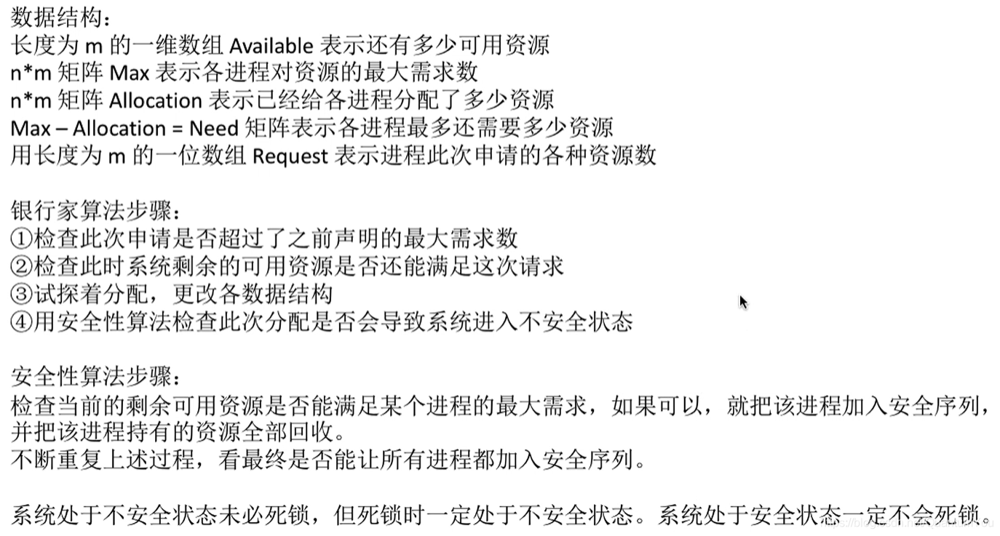 数据结构：
长度为 m 的一维数组 Available 表示还有多少可用资源
n*m 矩阵 Max 表示各进程对资源的最大需求数
n*m 矩阵 Allocation 表示已经给各进程分配了多少资源
Max – Allocation = Need 矩阵表示各进程最多还需要多少资源
用长度为 m 的一位数组 Request 表示进程此次申请的各种资源数
银行家算法步骤：
①检查此次申请是否超过了之前声明的最大需求数
②检查此时系统剩余的可用资源是否还能满足这次请求
③试探着分配，更改各数据结构
④用安全性算法检查此次分配是否会导致系统进入不安全状态
安全性算法步骤：
检查当前的剩余可用资源是否能满足某个进程的最大需求，如果可以，就把该进程加入安全序列，
并把该进程持有的资源全部回收。
不断重复上述过程，看最终是否能让所有进程都加入安全序列。
系统处于不安全状态未必死锁，但死锁时一定处于不安全状态。系统处于安全状态一定不会死锁。